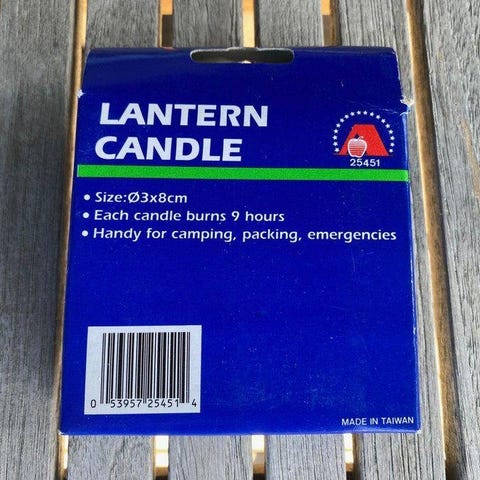 LANTERN
CANDLE
25451
• Size:Ø3x8cm
• Each candle burns 9 hours
• Handy for camping, packing, emergencies
0 53957 25451 4
MADE IN TAIWAN